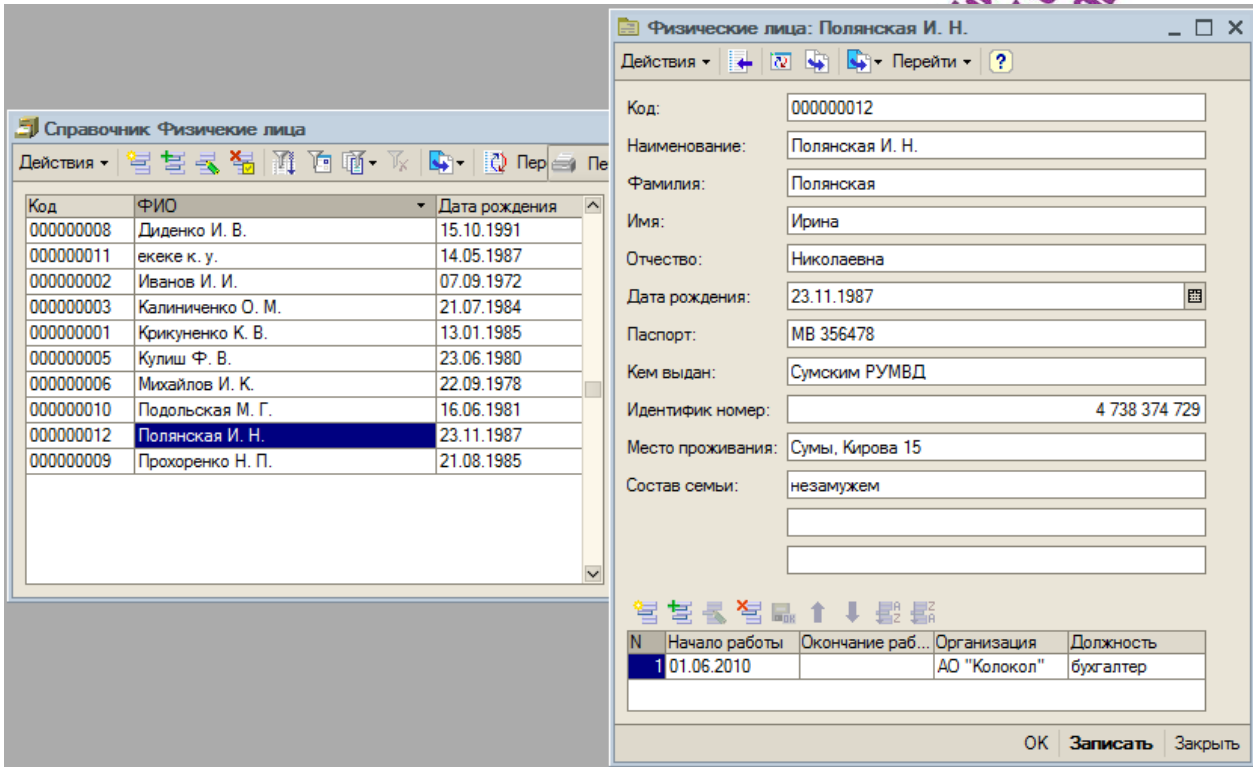 Справочник Физичекие лица
Действия Пер Пе
Код ФИО Дата рождения
000000008 Диденко И. В. 15.10.1991
000000011 екеке к. у. 14.05.1987
000000002 Иванов И. И. 07.09.1972
000000003 Калиниченко О. М. 21.07.1984
000000001 Крикуненко К. В. 13.01.1985
000000005 Кулиш Ф. В. 23.06.1980
000000006 Михайлов И. К. 22.09.1978
000000010 Подольская М. Г. 16.06.1981
000000012 Полянская И. Н. 23.11.1987
000000009 Прохоренко Н. П. 21.08.1985
Физические лица: Полянская И. Н.
Действия Перейти ?
Код: 000000012
Наименование: Полянская И. Н.
Фамилия: Полянская
Имя: Ирина
Отчество: Николаевна
Дата рождения: 23.11.1987
Паспорт: МВ 356478
Кем выдан: Сумским РУМВД
Идентифик номер: 4 738 374 729
Место проживания: Сумы, Кирова 15
Состав семьи: незамужем
N Начало работы Окончание раб... Организация Должность
1 01.06.2010 АО "Колокол" бухгалтер
OK Записать Закрыть